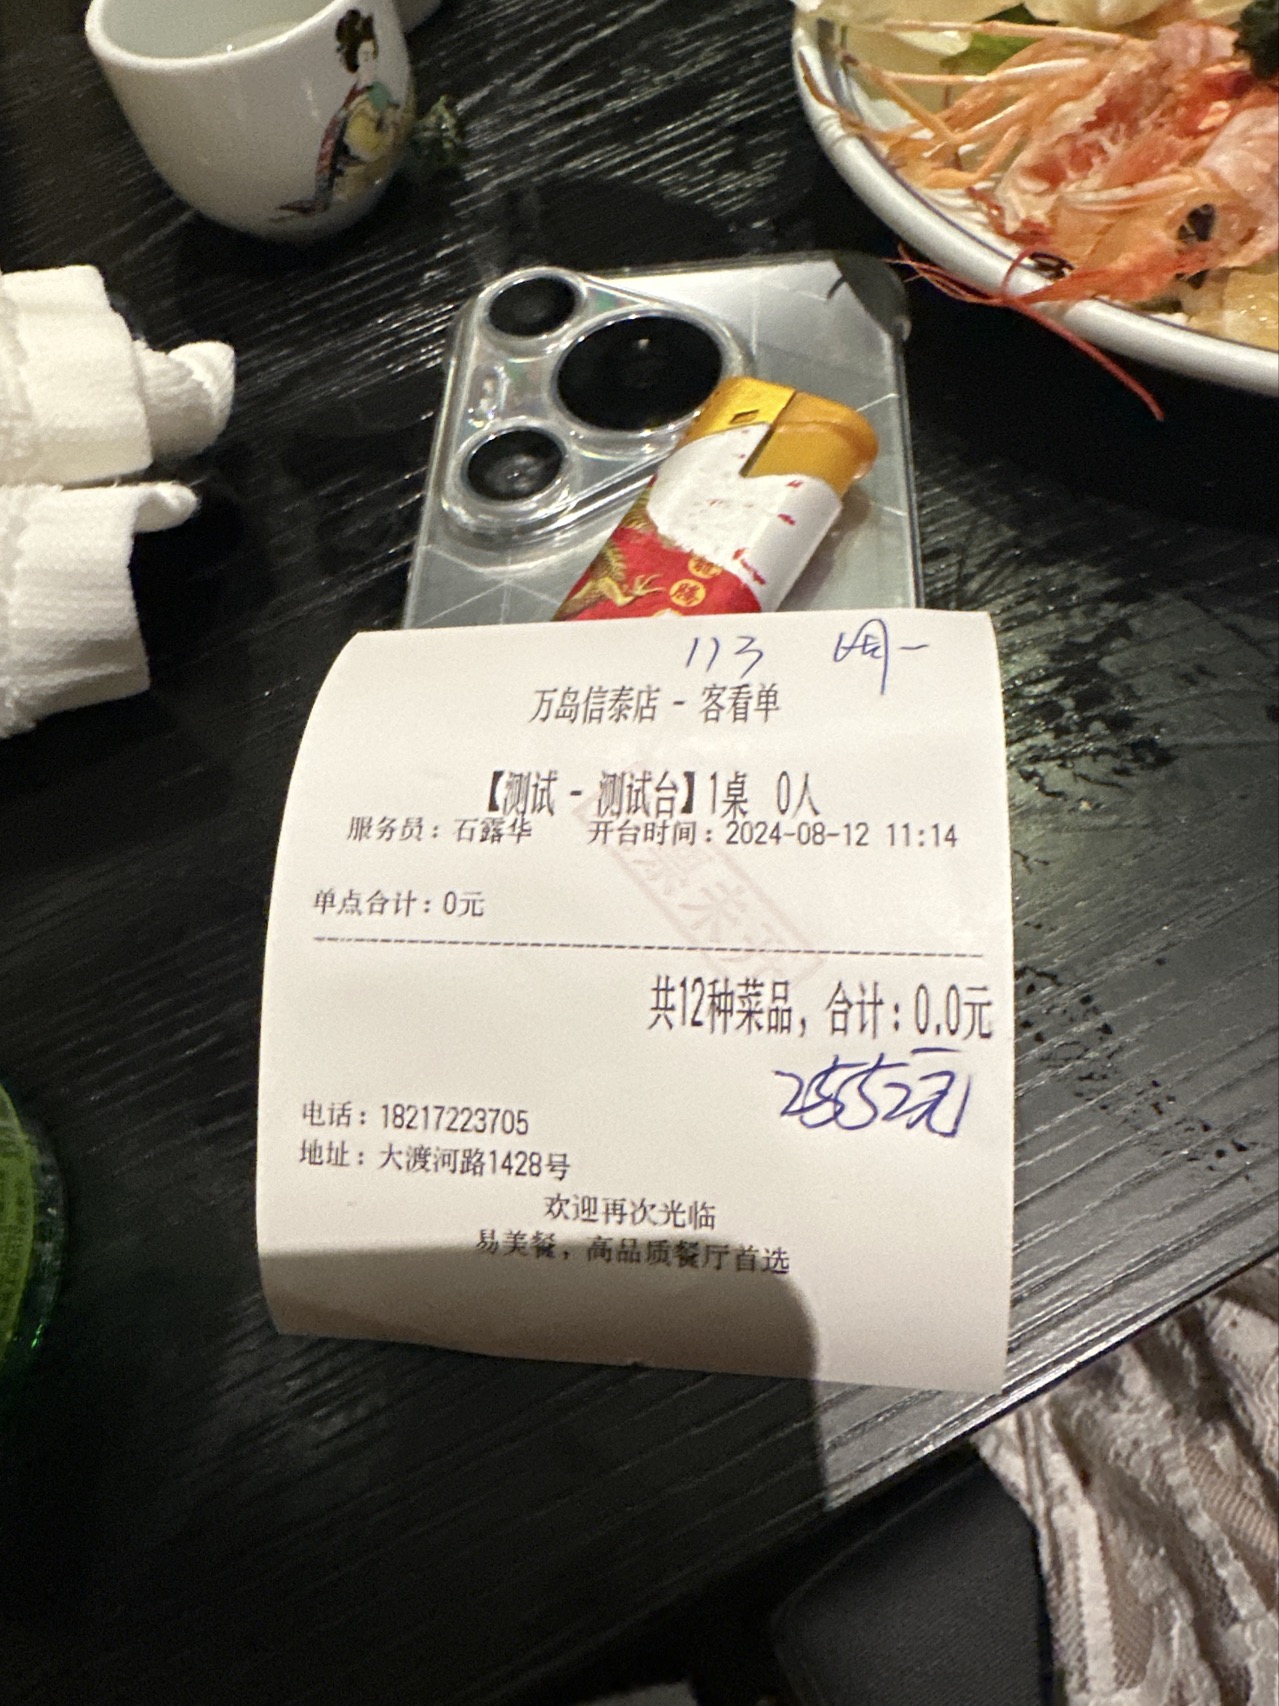 113 周一
万岛信泰店 - 客看单
【测试 - 测试台】1桌 0人
服务员：石露华 开台时间：2024-08-12 11:14
单点合计：0元
票未开
共12种菜品，合计：0.0元
2552元
电话：18217223705
地址：大渡河路1428号
欢迎再次光临
易美餐，高品质餐厅首选